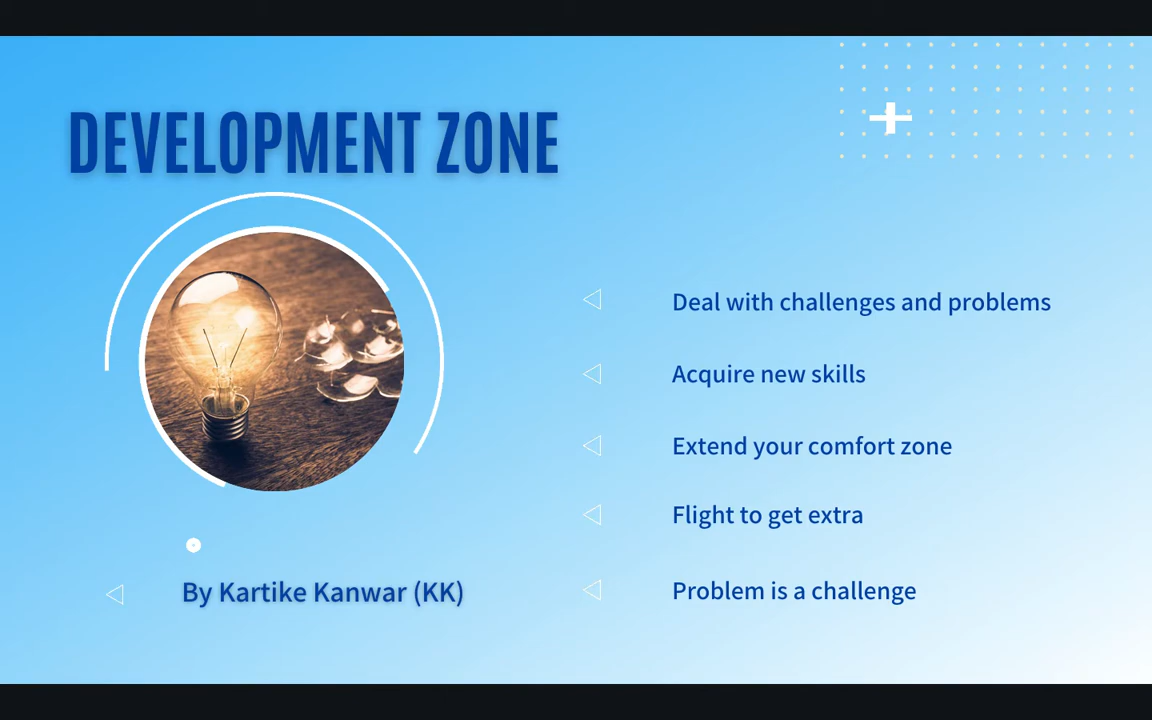 DEVELOPMENT ZONE
Deal with challenges and problems
Acquire new skills
Extend your comfort zone
Flight to get extra
Problem is a challenge
By Kartike Kanwar (KK)